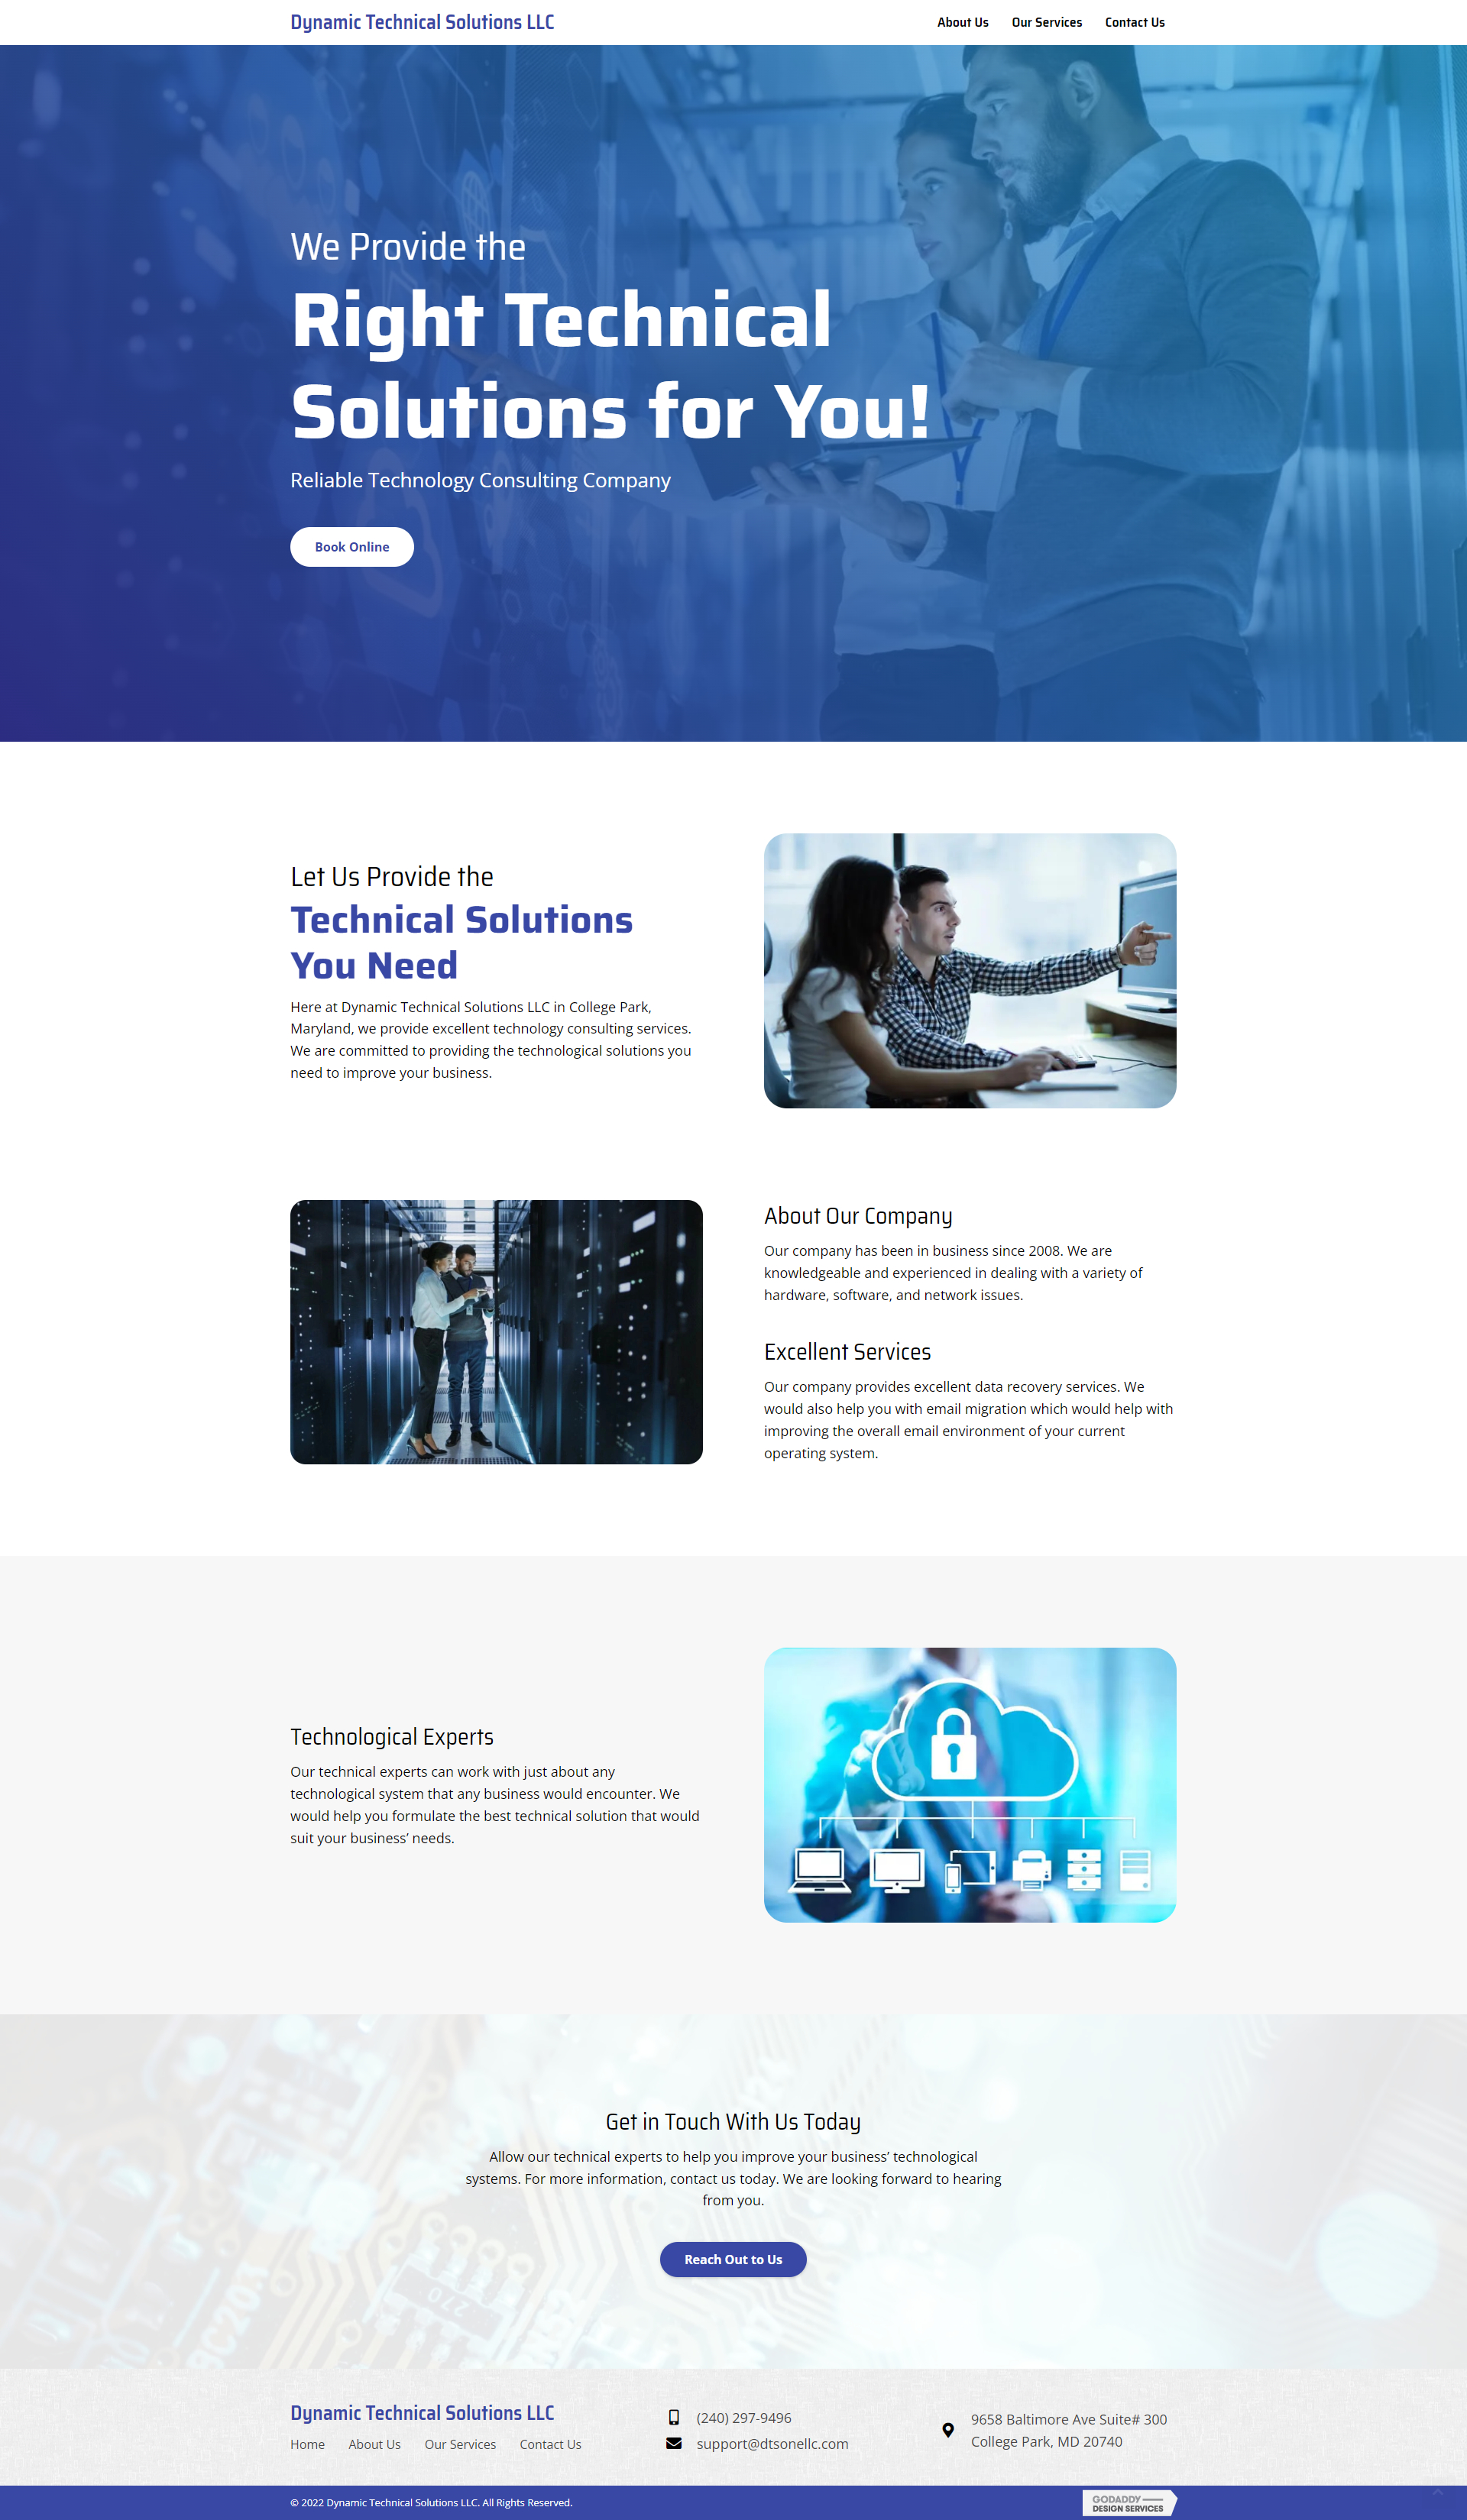 Dynamic Technical Solutions LLC
About Us
Our Services
Contact Us
We Provide the
Right Technical
Solutions for You!
Reliable Technology Consulting Company
Book Online
Let Us Provide the
Technical Solutions
You Need
Here at Dynamic Technical Solutions LLC in College Park,
Maryland, we provide excellent technology consulting services.
We are committed to providing the technological solutions you
need to improve your business.
About Our Company
Our company has been in business since 2008. We are
knowledgeable and experienced in dealing with a variety of
hardware, software, and network issues.
Excellent Services
Our company provides excellent data recovery services. We
would also help you with email migration which would help with
improving the overall email environment of your current
operating system.
Technological Experts
Our technical experts can work with just about any
technological system that any business would encounter. We
would help you formulate the best technical solution that would
suit your business’ needs.
Get in Touch With Us Today
Allow our technical experts to help you improve your business’ technological
systems. For more information, contact us today. We are looking forward to hearing
from you.
Reach Out to Us
270
Dynamic Technical Solutions LLC
Home
About Us
Our Services
Contact Us
(240) 297-9496
support@dtsonellc.com
9658 Baltimore Ave Suite# 300
College Park, MD 20740
© 2022 Dynamic Technical Solutions LLC. All Rights Reserved.
GODADDY
DESIGN SERVICES